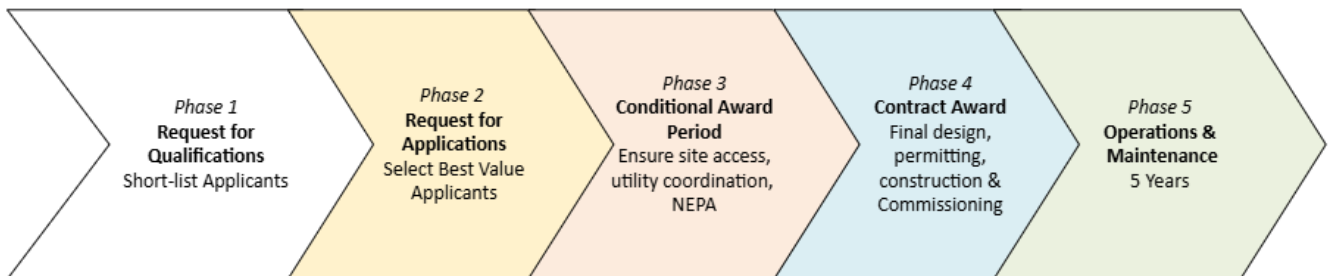 Phase 1
Request for
Qualifications
Short-list Applicants
Phase 2
Request for
Applications
Select Best Value
Applicants
Phase 3
Conditional Award
Period
Ensure site access,
utility coordination,
NEPA
Phase 4
Contract Award
Final design,
permitting,
construction &
Commissioning
Phase 5
Operations &
Maintenance
5 Years